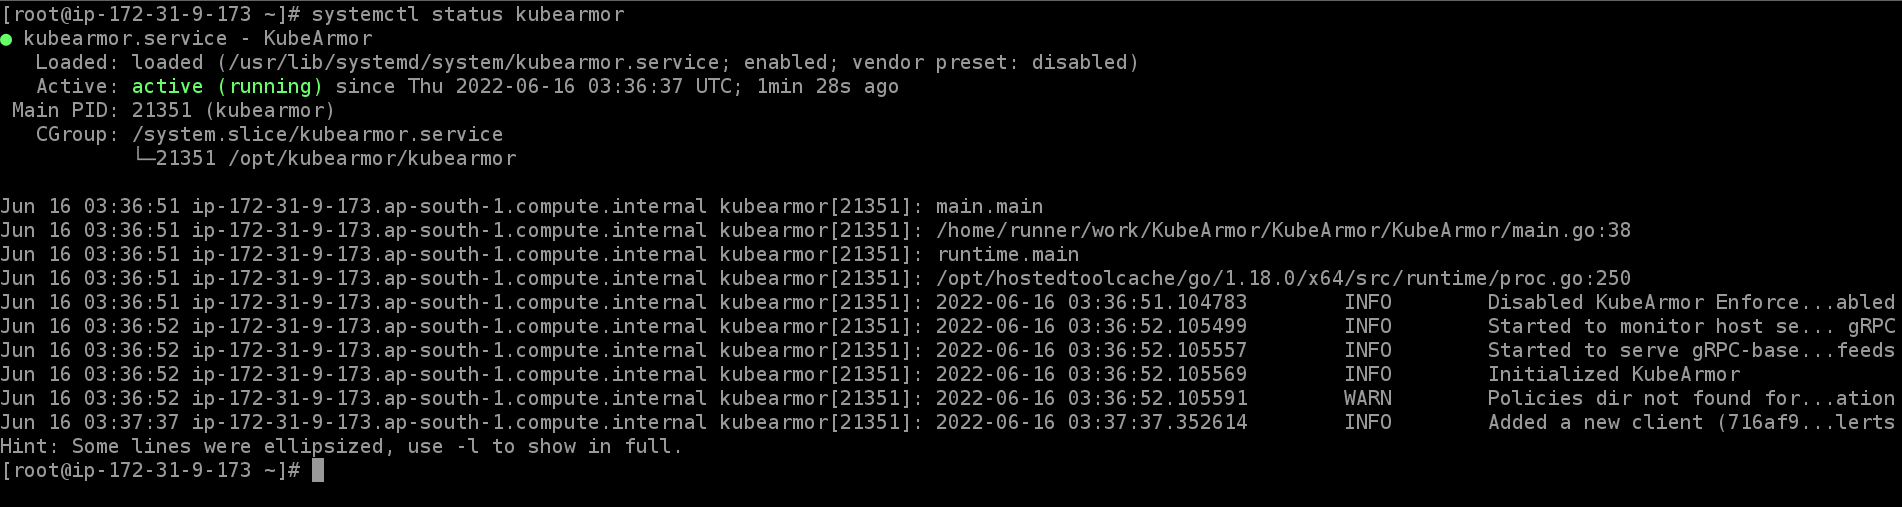 [root@ip-172-31-9-173 ~]# systemctl status kubearmor
● kubearmor.service - KubeArmor
   Loaded: loaded (/usr/lib/systemd/system/kubearmor.service; enabled; vendor preset: disabled)
   Active: active (running) since Thu 2022-06-16 03:36:37 UTC; 1min 28s ago
 Main PID: 21351 (kubearmor)
   CGroup: /system.slice/kubearmor.service
           └─21351 /opt/kubearmor/kubearmor

Jun 16 03:36:51 ip-172-31-9-173.ap-south-1.compute.internal kubearmor[21351]: main.main
Jun 16 03:36:51 ip-172-31-9-173.ap-south-1.compute.internal kubearmor[21351]: /home/runner/work/KubeArmor/KubeArmor/KubeArmor/main.go:38
Jun 16 03:36:51 ip-172-31-9-173.ap-south-1.compute.internal kubearmor[21351]: runtime.main
Jun 16 03:36:51 ip-172-31-9-173.ap-south-1.compute.internal kubearmor[21351]: /opt/hostedtoolcache/go/1.18.0/x64/src/runtime/proc.go:250
Jun 16 03:36:51 ip-172-31-9-173.ap-south-1.compute.internal kubearmor[21351]: 2022-06-16 03:36:51.104783        INFO        Disabled KubeArmor Enforce...abled
Jun 16 03:36:52 ip-172-31-9-173.ap-south-1.compute.internal kubearmor[21351]: 2022-06-16 03:36:52.105499        INFO        Started to monitor host se... gRPC
Jun 16 03:36:52 ip-172-31-9-173.ap-south-1.compute.internal kubearmor[21351]: 2022-06-16 03:36:52.105557        INFO        Started to serve gRPC-base...feeds
Jun 16 03:36:52 ip-172-31-9-173.ap-south-1.compute.internal kubearmor[21351]: 2022-06-16 03:36:52.105569        INFO        Initialized KubeArmor
Jun 16 03:36:52 ip-172-31-9-173.ap-south-1.compute.internal kubearmor[21351]: 2022-06-16 03:36:52.105591        WARN        Policies dir not found for...ation
Jun 16 03:37:37 ip-172-31-9-173.ap-south-1.compute.internal kubearmor[21351]: 2022-06-16 03:37:37.352614        INFO        Added a new client (716af9...lerts
Hint: Some lines were ellipsized, use -l to show in full.
[root@ip-172-31-9-173 ~]#